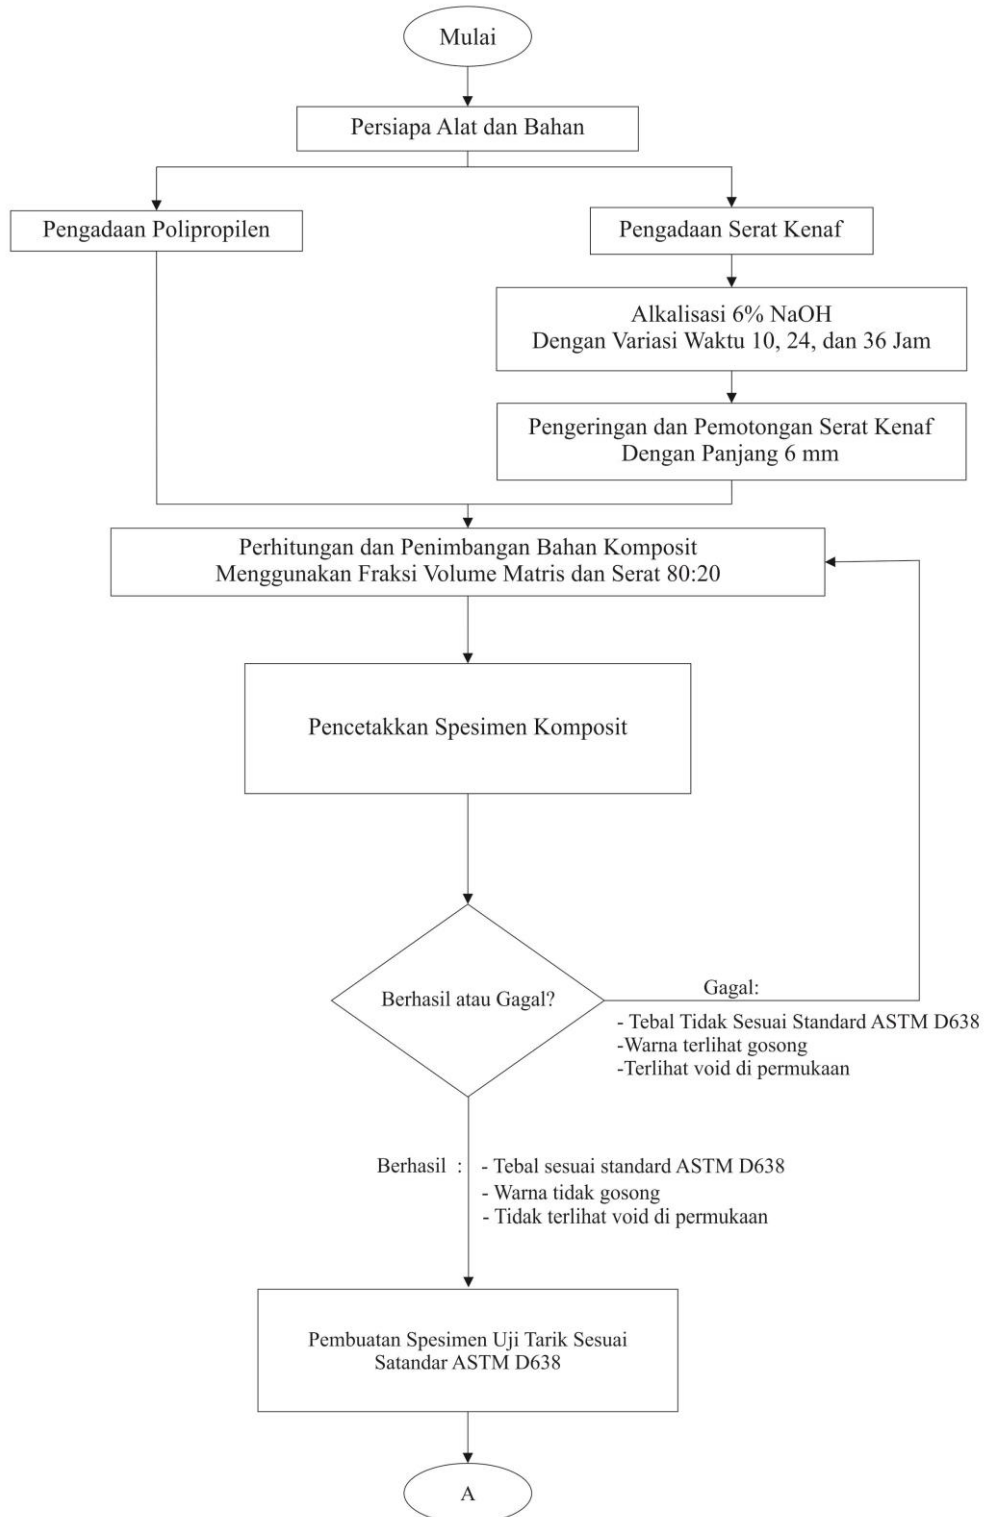 Mulai
Persiapa Alat dan Bahan
Pengadaan Polipropilen
Pengadaan Serat Kenaf
Alkalisasi 6% NaOH
Dengan Variasi Waktu 10, 24, dan 36 Jam
Pengeringan dan Pemotongan Serat Kenaf
Dengan Panjang 6 mm
Perhitungan dan Penimbangan Bahan Komposit
Menggunakan Fraksi Volume Matris dan Serat 80:20
Pencetakkan Spesimen Komposit
Berhasil atau Gagal?
Gagal:
- Tebal Tidak Sesuai Standard ASTM D638
-Warna terlihat gosong
-Terlihat void di permukaan
Berhasil : - Tebal sesuai standard ASTM D638
- Warna tidak gosong
- Tidak terlihat void di permukaan
Pembuatan Spesimen Uji Tarik Sesuai
Satandar ASTM D638
A